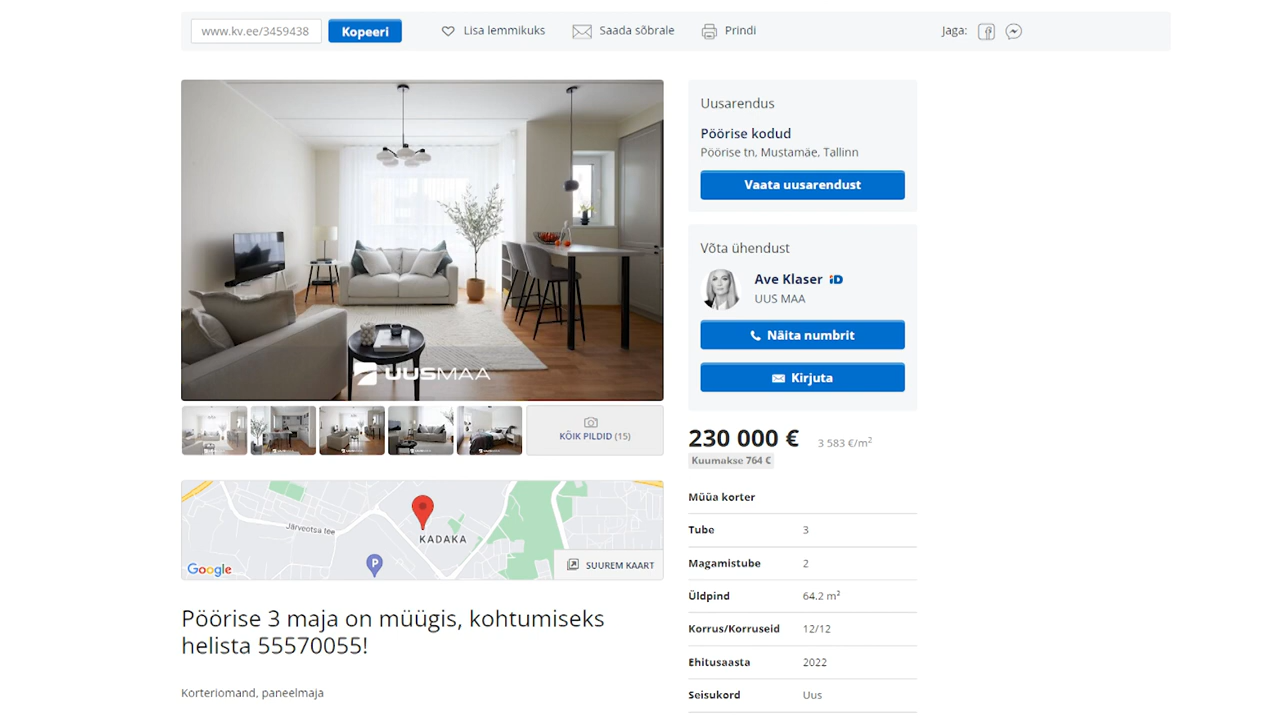 www.kv.ee/3459438
Kopeeri
Lisa lemmikuks
Saada sõbrale
Prindi
Jaga:
UUSMAA
KÕIK PILDID (15)
Järveotsa tee
KADAKA
P
Google
SUUREM KAART
Pöörise 3 maja on müügis, kohtumiseks
helista 55570055!
Korteriomand, paneelmaja
Uusarendus
Pöörise kodud
Pöörise tn, Mustamäe, Tallinn
Vaata uusarendust
Võta ühendust
Ave Klaser iD
UUS MAA
Näita numbrit
Kirjuta
230 000 € 3 583 €/m²
Kuumakse 764 €
Müüa korter
Tube 3
Magamistube 2
Üldpind 64.2 m²
Korrus/Korruseid 12/12
Ehitusaasta 2022
Seisukord Uus